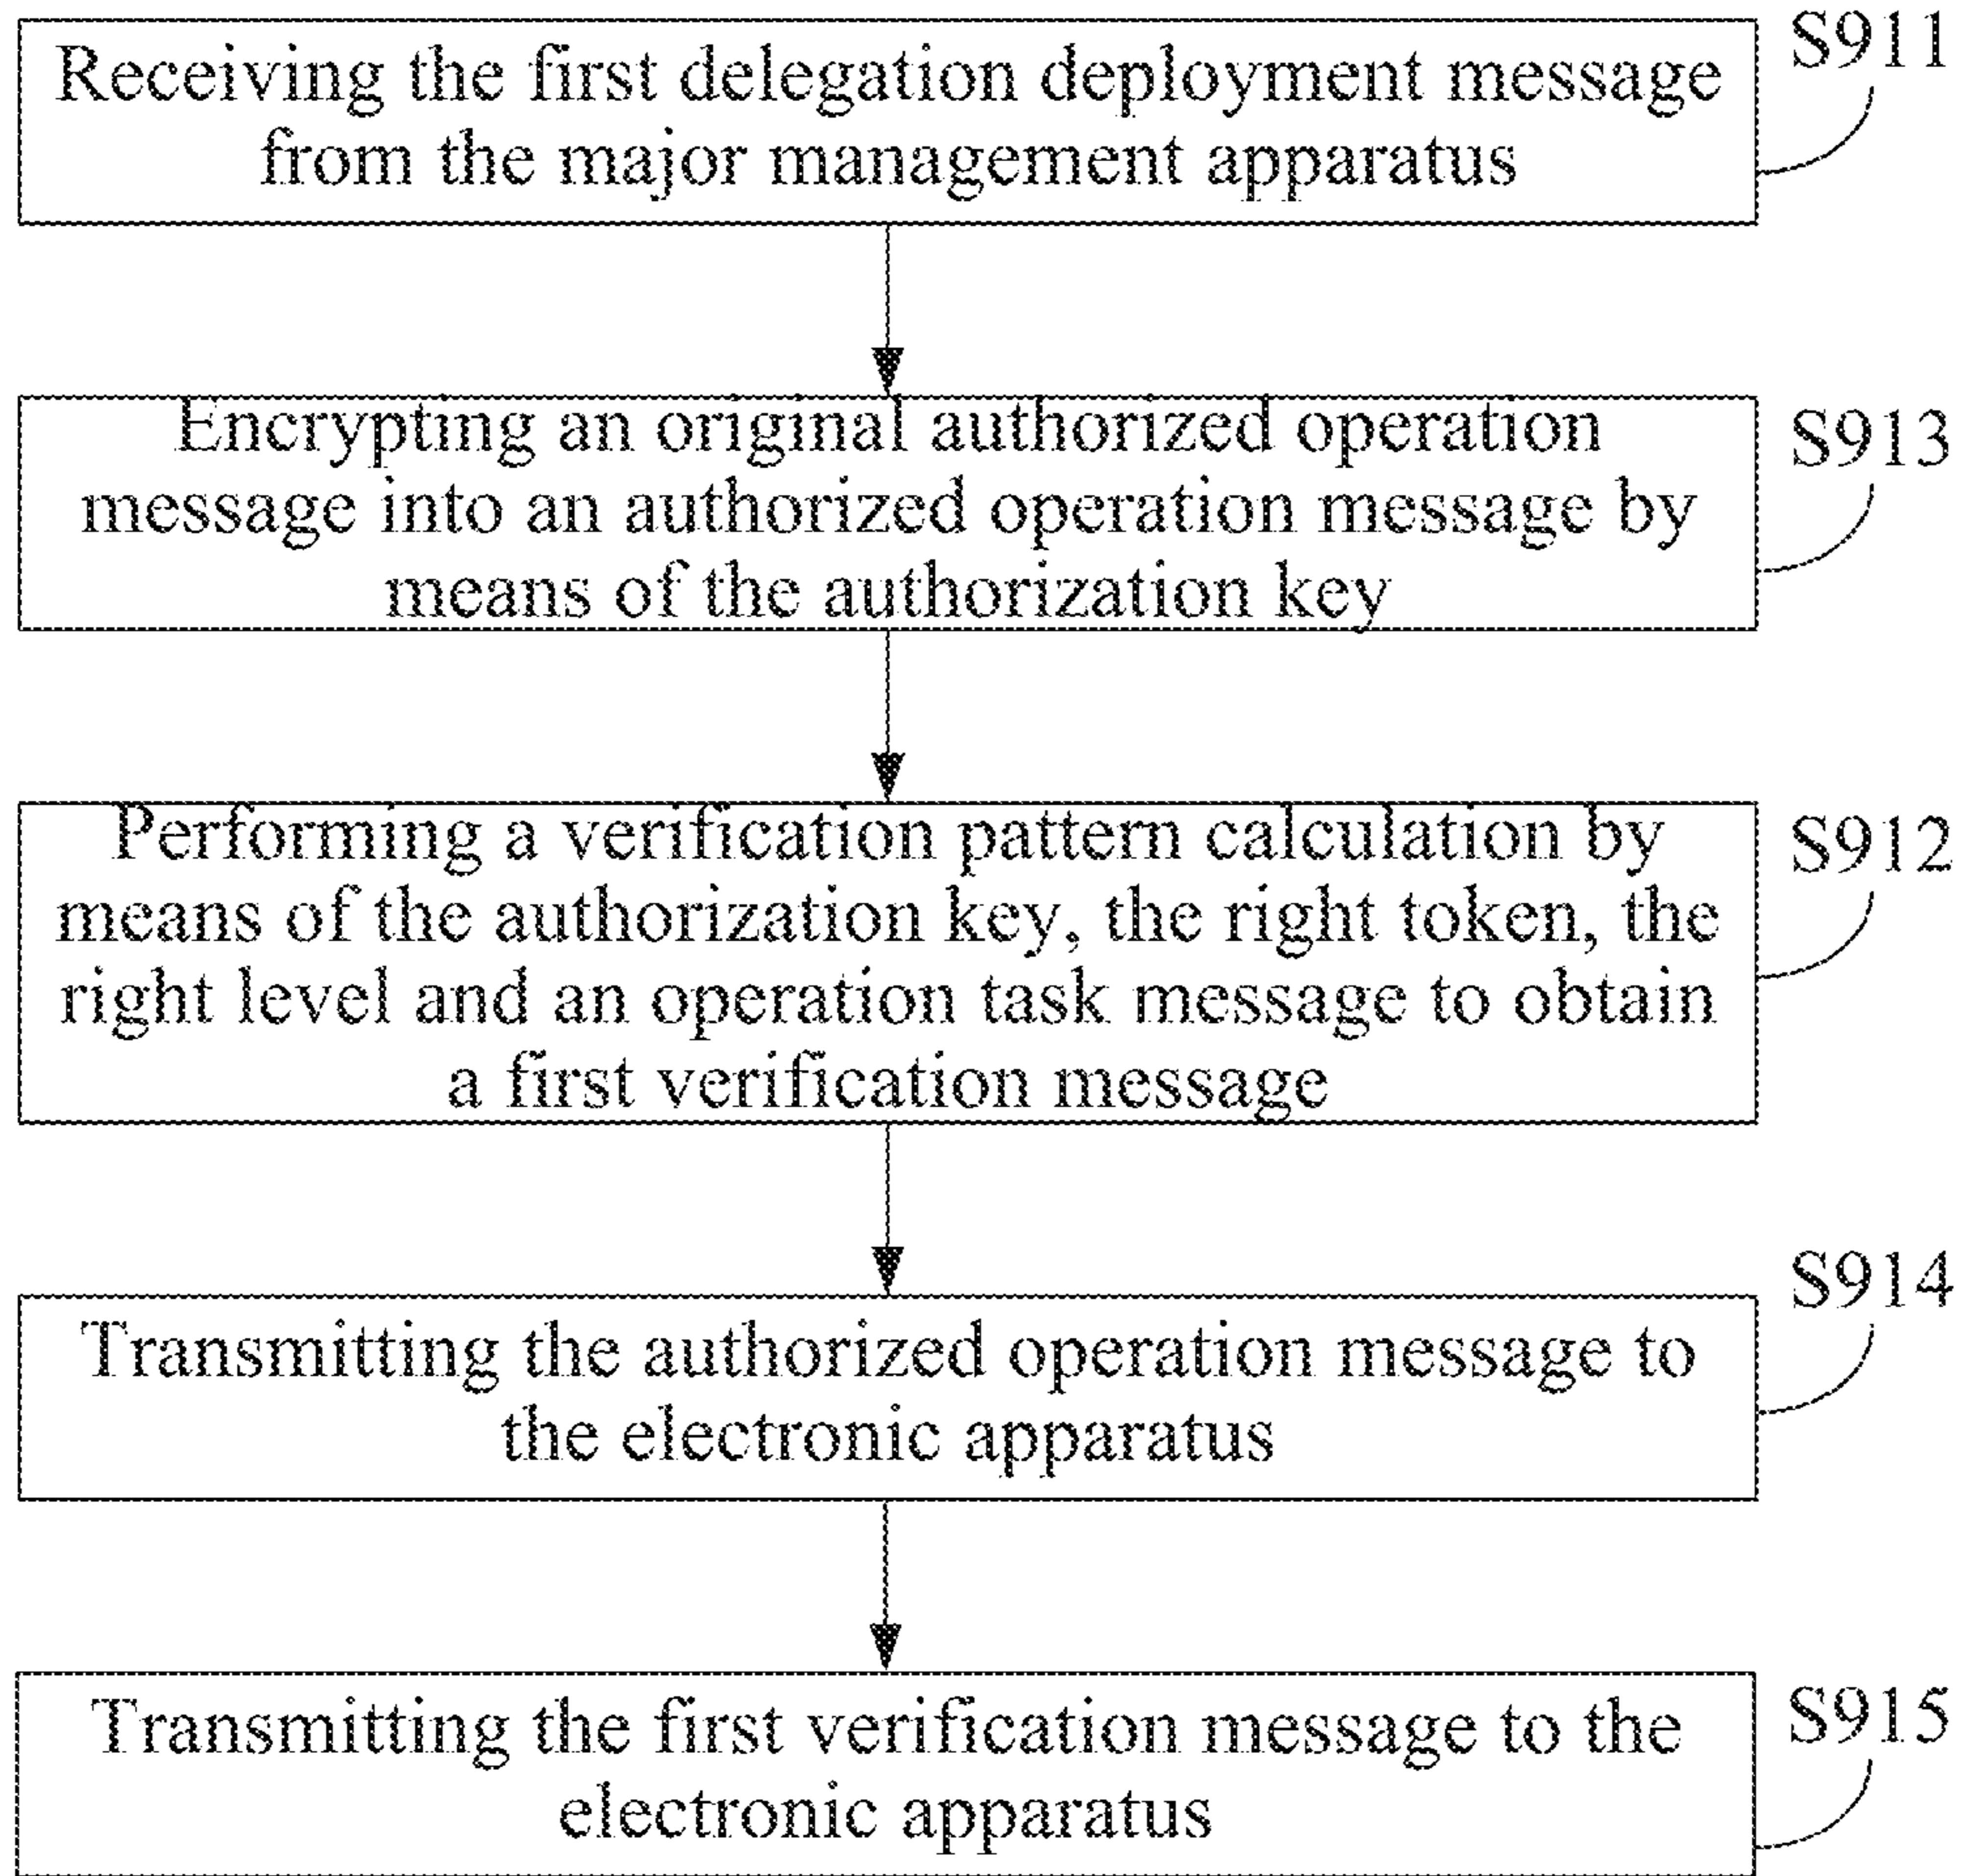 Receiving the first delegation deployment message
from the major management apparatus
S911
Encrypting an original authorized operation
message into an authorized operation message by
means of the authorization key
S913
Performing a verification pattern calculation by
means of the authorization key, the right token, the
right level and an operation task message to obtain
a first verification message
S912
Transmitting the authorized operation message to
the electronic apparatus
S914
Transmitting the first verification message to the
electronic apparatus
S915